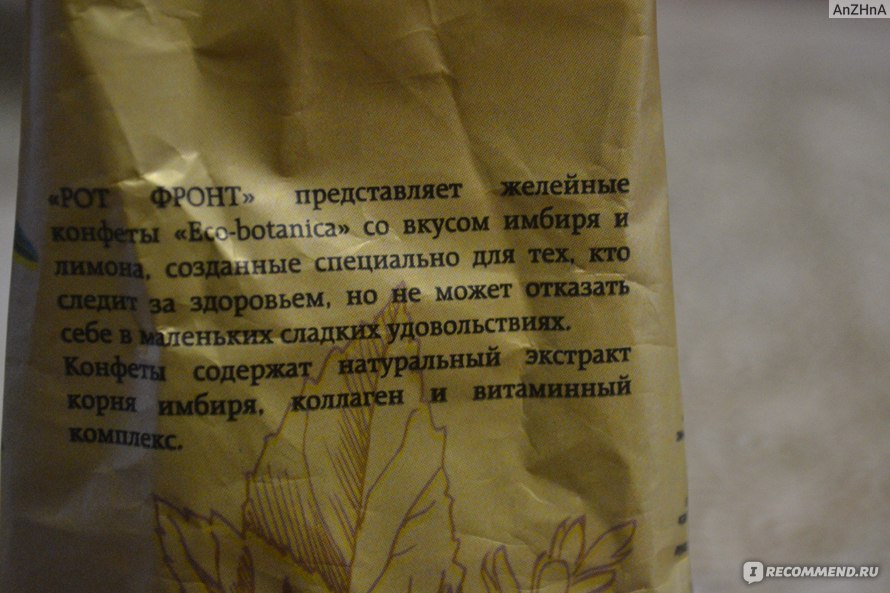 AnZHnA
«РОТ ФРОНТ» представляет желейные
конфеты «Eco-botanica» со вкусом имбиря и
лимона, созданные специально для тех, кто
следит за здоровьем, но не может отказать
себе в маленьких сладких удовольствиях.
Конфеты содержат натуральный экстракт
корня имбиря, коллаген и витаминный
комплекс.
I RECOMMEND.RU